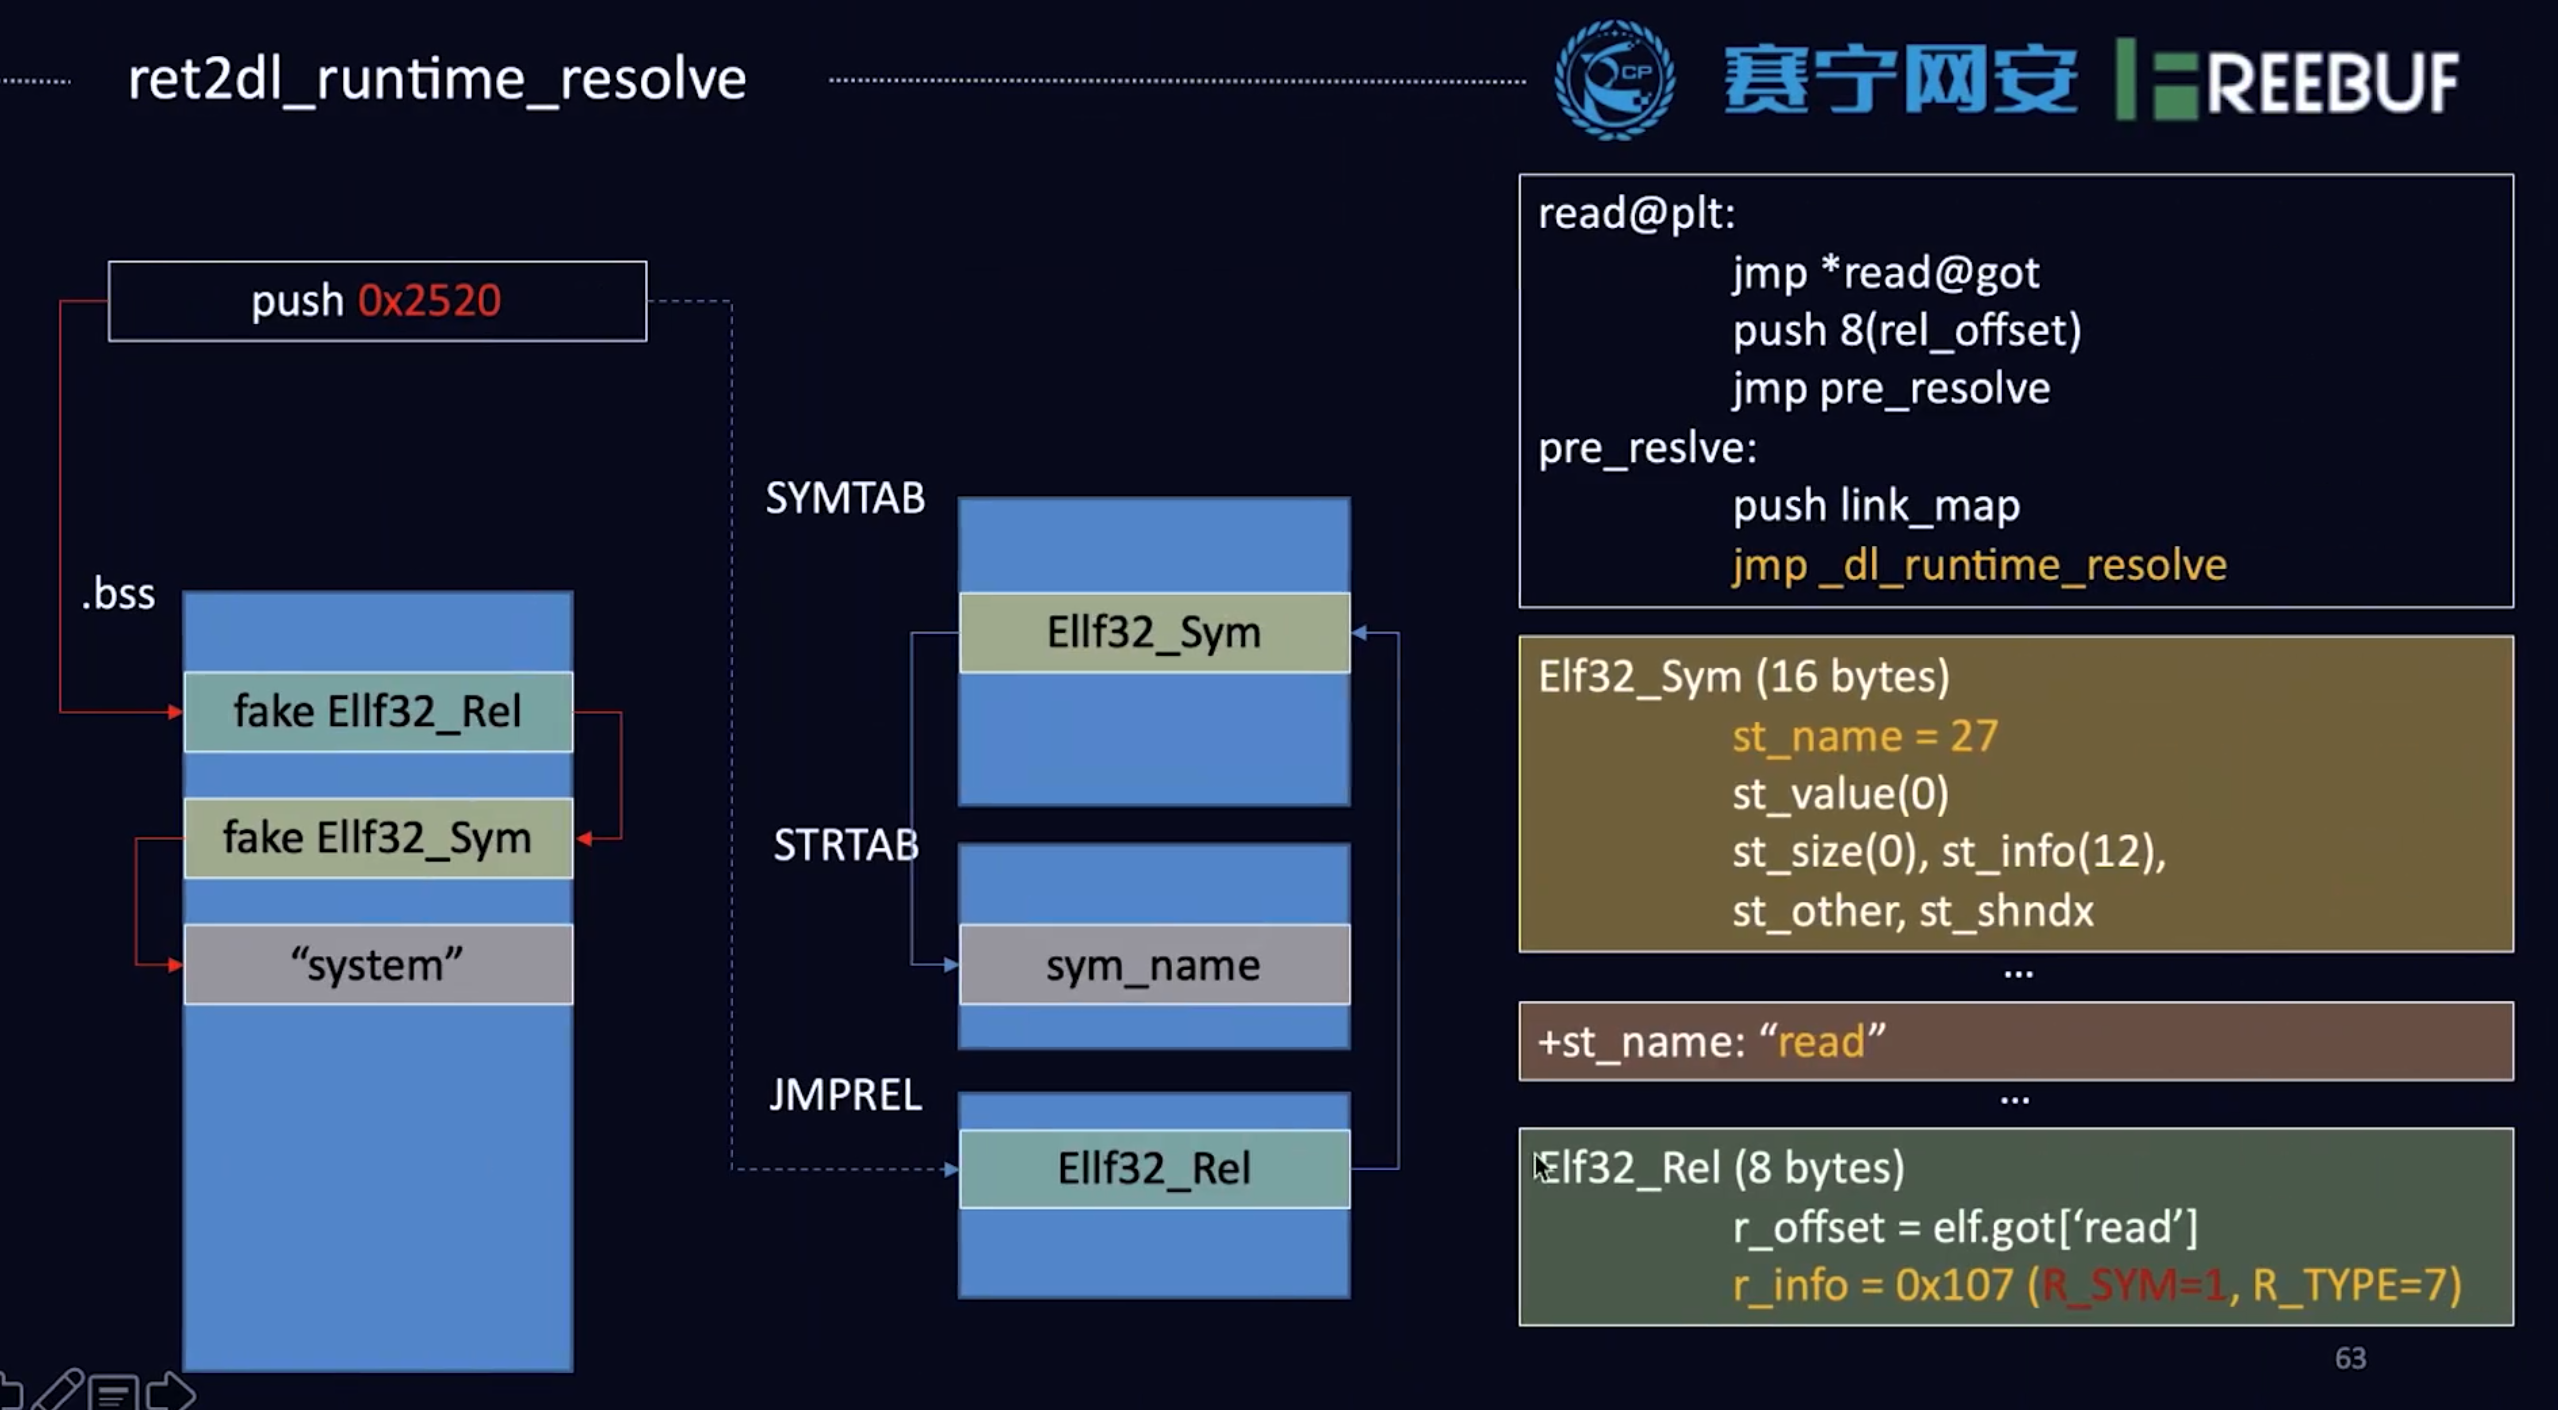 ret2dl_runtime_resolve
CP
赛宁网安
FREEBUF
push 0x2520
.bss
fake Ellf32_Rel
fake Ellf32_Sym
“system”
SYMTAB
Ellf32_Sym
STRTAB
sym_name
JMPREL
Ellf32_Rel
read@plt:
jmp *read@got
push 8(rel_offset)
jmp pre_resolve
pre_reslve:
push link_map
jmp _dl_runtime_resolve
Elf32_Sym (16 bytes)
st_name = 27
st_value(0)
st_size(0), st_info(12),
st_other, st_shndx
...
+st_name: “read”
...
Elf32_Rel (8 bytes)
r_offset = elf.got[‘read’]
r_info = 0x107 (R_SYM=1, R_TYPE=7)
63